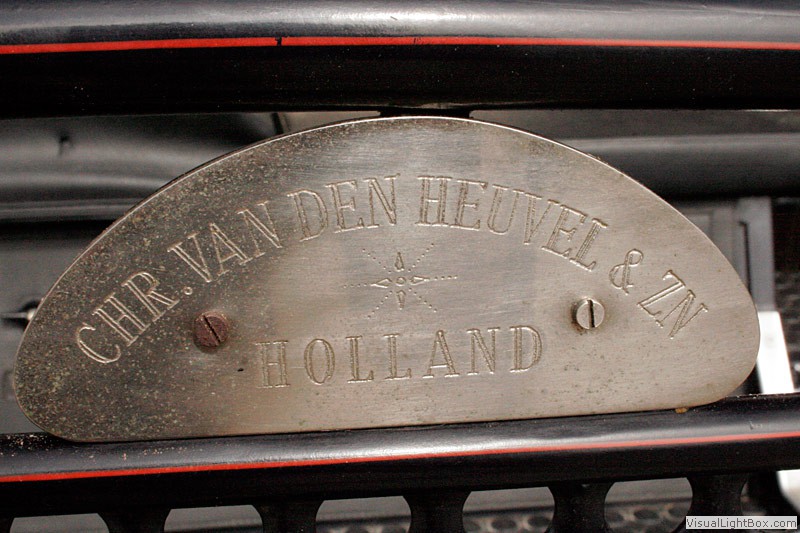 CHR. VAN DEN HEUVEL & ZN
HOLLAND
VisualLightBox.com